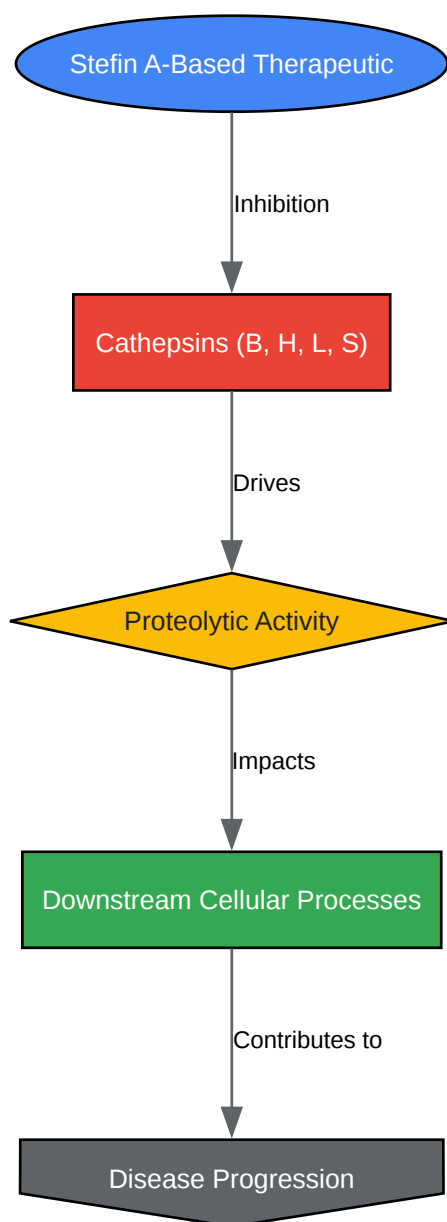 Stefin A-Based Therapeutic
Inhibition
Cathepsins (B, H, L, S)
Drives
Proteolytic Activity
Impacts
Downstream Cellular Processes
Contributes to
Disease Progression